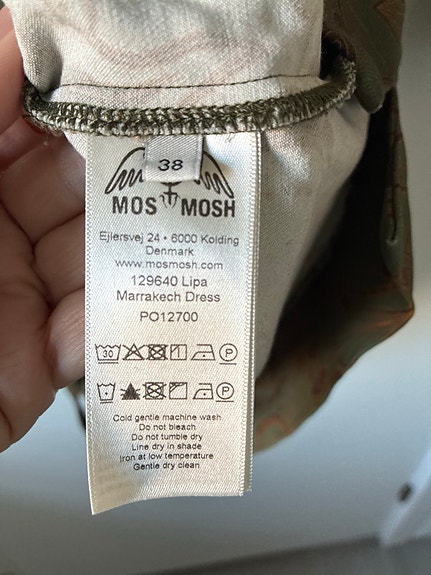 38
MOS MOSH
Ejlersvej 24 • 6000 Kolding
Denmark
www.mosmosh.com
129640 Lipa
Marrakech Dress
PO12700
30 P
P
Cold gentle machine wash
Do not bleach
Do not tumble dry
Line dry in shade
Iron at low temperature
Gentle dry clean